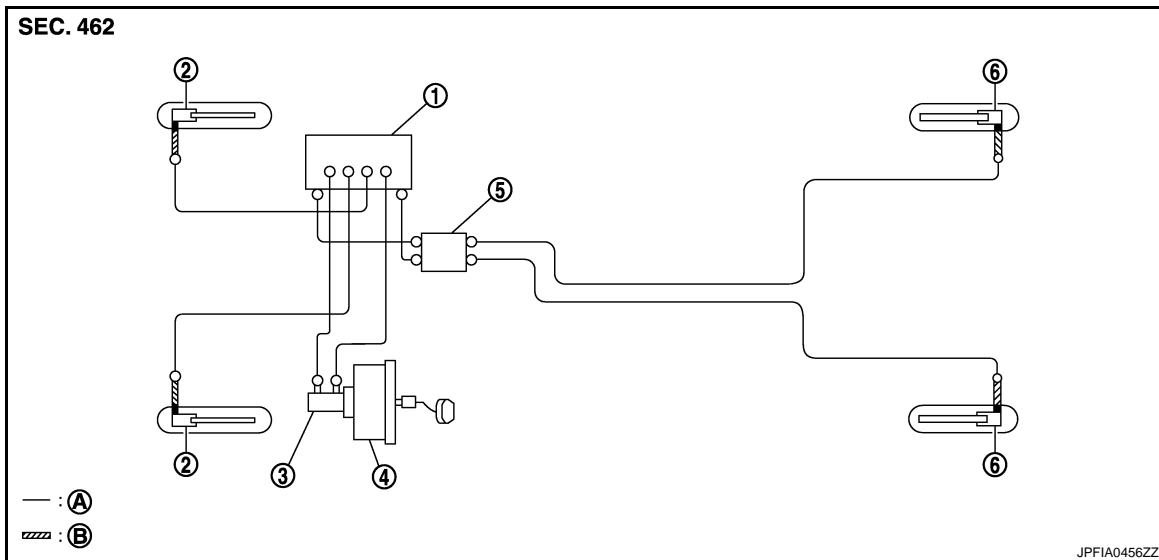 SEC. 462
② ⑥
①
⑤
② ③ ④ ⑥
— : Ⓐ
: Ⓑ
JPFIA0456ZZ